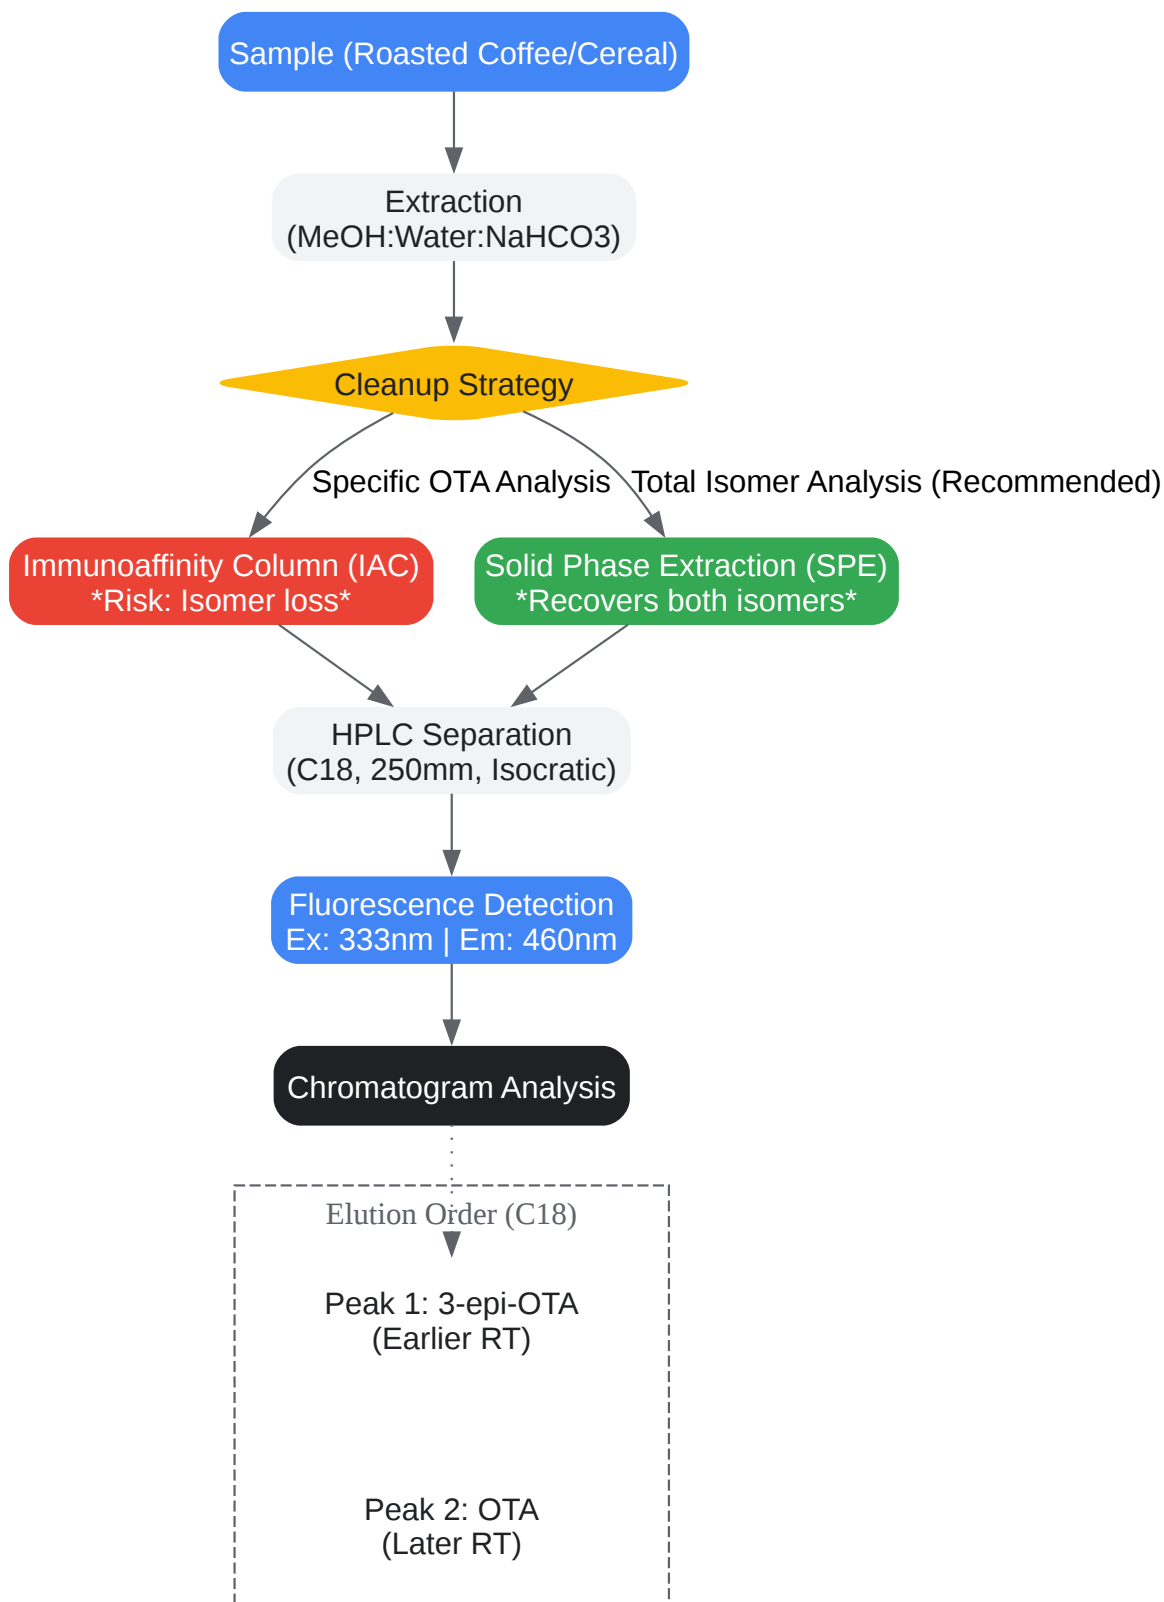 Sample (Roasted Coffee/Cereal)
Extraction
(MeOH:Water:NaHCO3)
Cleanup Strategy
Specific OTA Analysis
Total Isomer Analysis (Recommended)
Immunoaffinity Column (IAC)
*Risk: Isomer loss*
Solid Phase Extraction (SPE)
*Recovers both isomers*
HPLC Separation
(C18, 250mm, Isocratic)
Fluorescence Detection
Ex: 333nm | Em: 460nm
Chromatogram Analysis
Elution Order (C18)
Peak 1: 3-epi-OTA
(Earlier RT)
Peak 2: OTA
(Later RT)